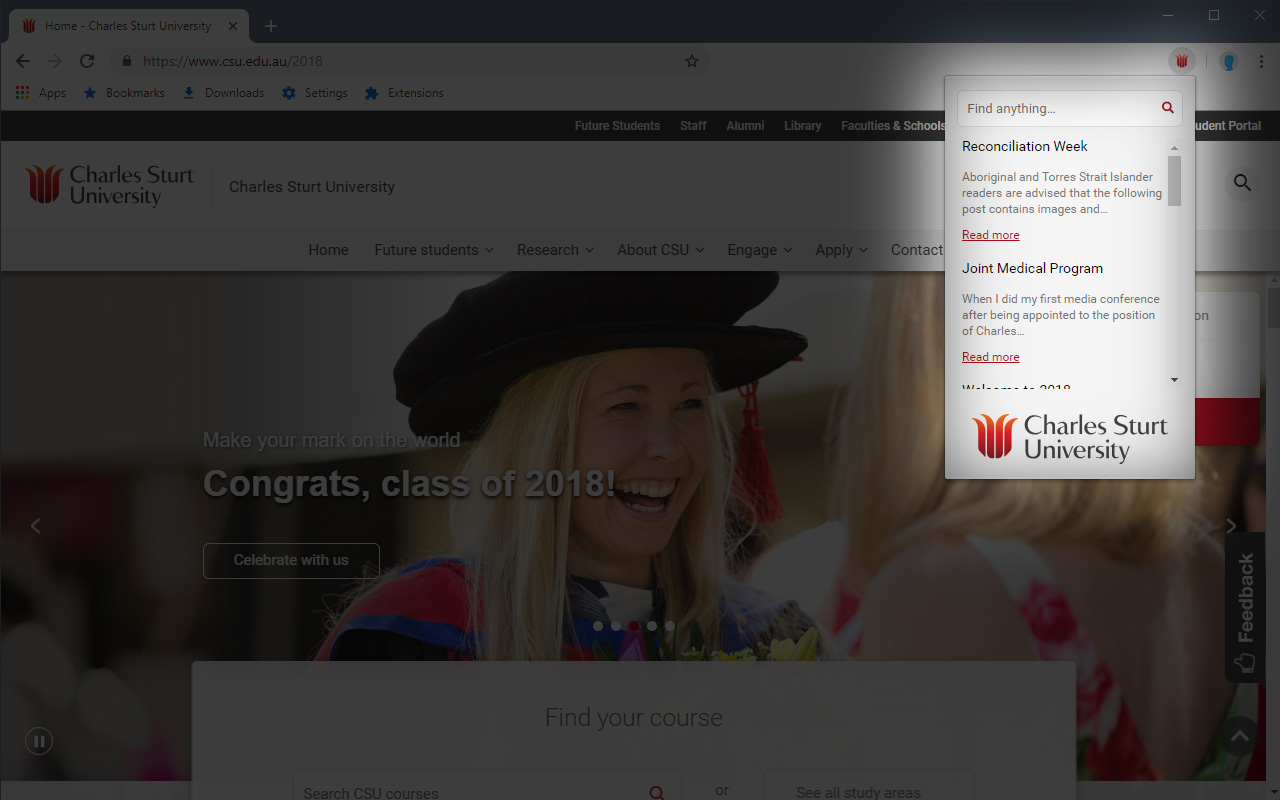 Home - Charles Sturt University
https://www.csu.edu.au/2018
Apps Bookmarks Downloads Settings Extensions
Future Students Staff Alumni Library Faculties & Schools
Portal
Charles Sturt
University
Charles Sturt University
Home Future students Research About CSU Engage Apply Contact
Find anything...
Reconciliation Week
Aboriginal and Torres Strait Islander
readers are advised that the following
post contains images and...
Read more
Joint Medical Program
When I did my first media conference
after being appointed to the position
of Charles...
Read more
Welcome to 2018
Charles Sturt
University
Make your mark on the world
Congrats, class of 2018!
Celebrate with us
Feedback
Find your course
Search CSU courses or See all study areas